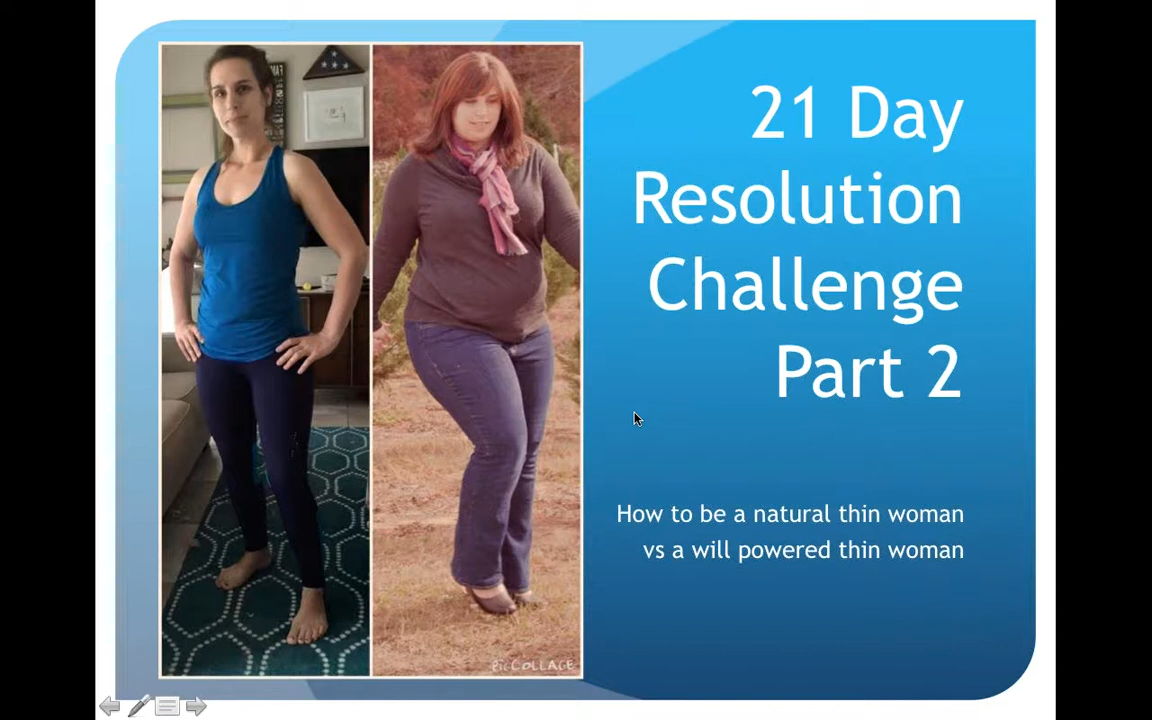 21 Day
Resolution
Challenge
Part 2
How to be a natural thin woman
vs a will powered thin woman
PicCOLLAGE